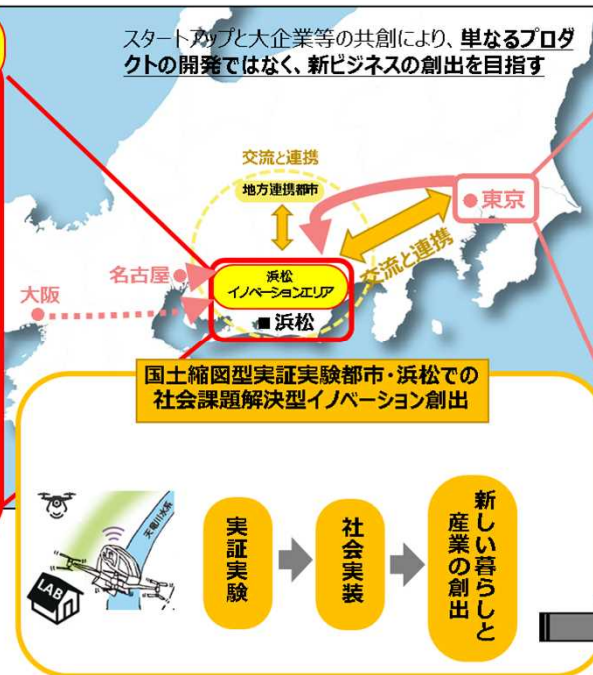 スタートアップと大企業等の共創により、単なるプロダ
クトの開発ではなく、新ビジネスの創出を目指す
交流と連携
地方連携都市
東京
交流と連携
名古屋
浜松
イノベーションエリア
大阪
浜松
国土縮図型実証実験都市・浜松での
社会課題解決型イノベーション創出
天竜川水系
LAB
実証実験
社会実装
新しい暮らしと
産業の創出